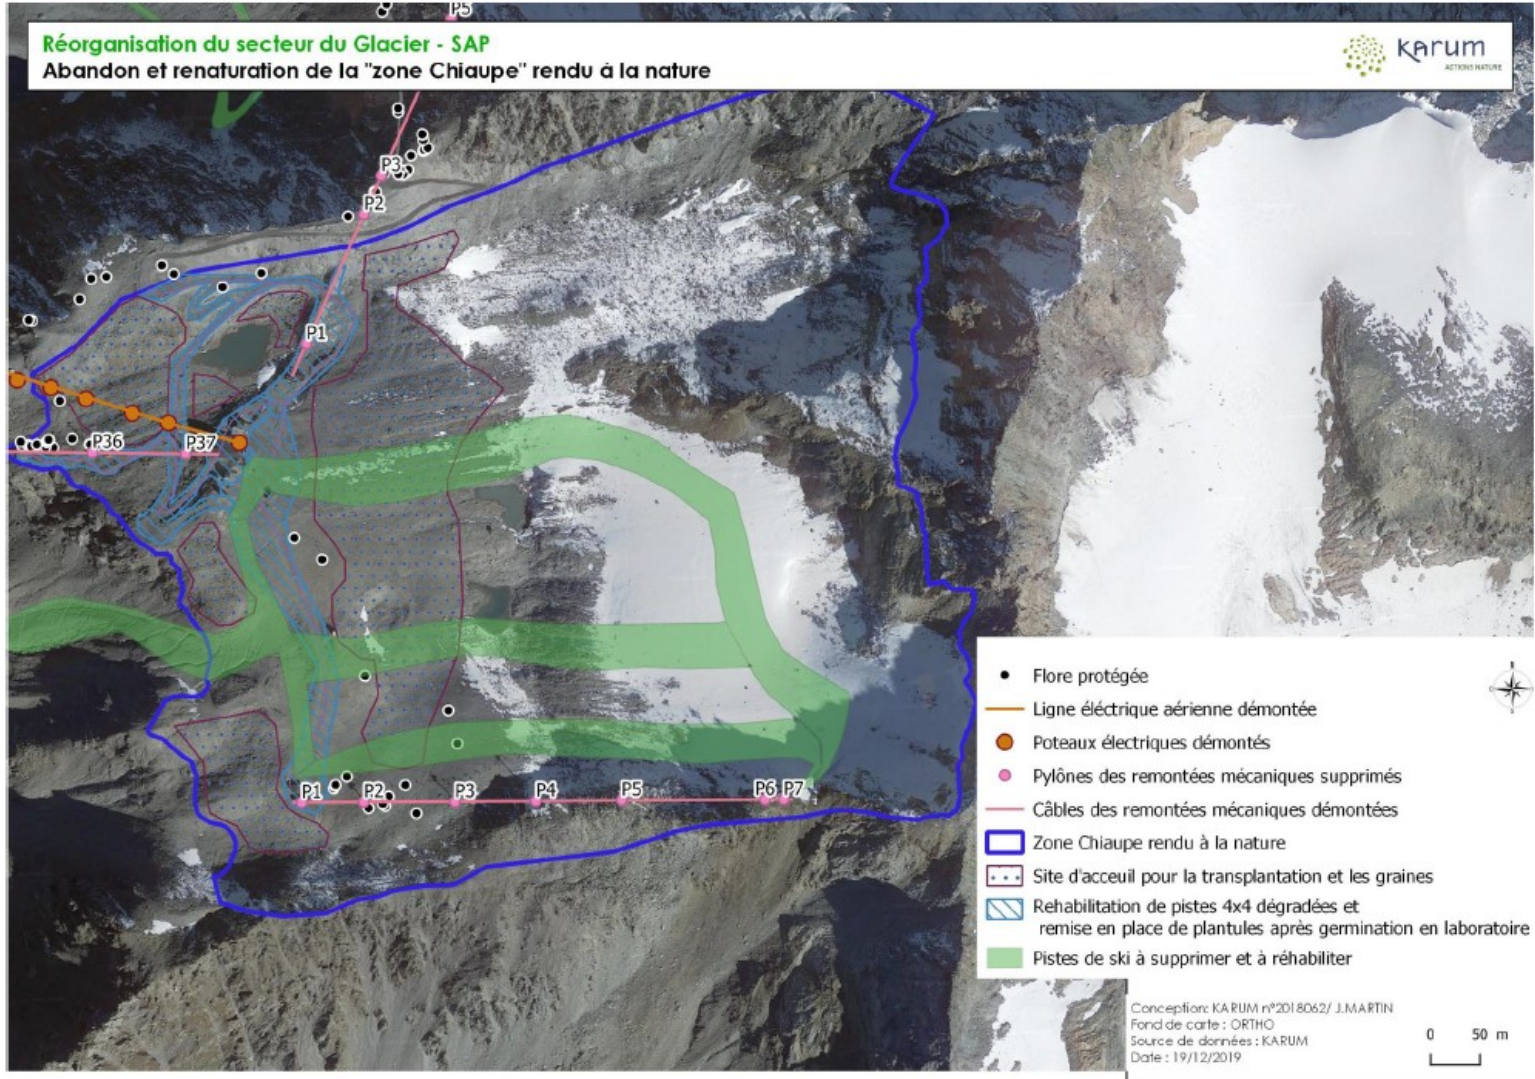 P5
Réorganisation du secteur du Glacier - SAP
Abandon et renaturation de la "zone Chiaupe" rendu à la nature
Karum
ACTIONS NATURE
P3
P2
P1
P36
P37
P1
P2
P3
P4
P5
P6
P7
Flore protégée
Ligne éléctrique aérienne démontée
Poteaux électriques démontés
Pylônes des remontées mécaniques supprimés
Câbles des remontées mécaniques démontées
Zone Chiaupe rendu à la nature
Site d'acceuil pour la transplantation et les graines
Rehabilitation de pistes 4x4 dégradées et
remise en place de plantules après germination en laboratoire
Pistes de ski à supprimer et à réhabiliter
Conception: KARUM n°2018062/ J.MARTIN
Fond de carte : ORTHO
Source de données : KARUM
Date : 19/12/2019
0 50 m